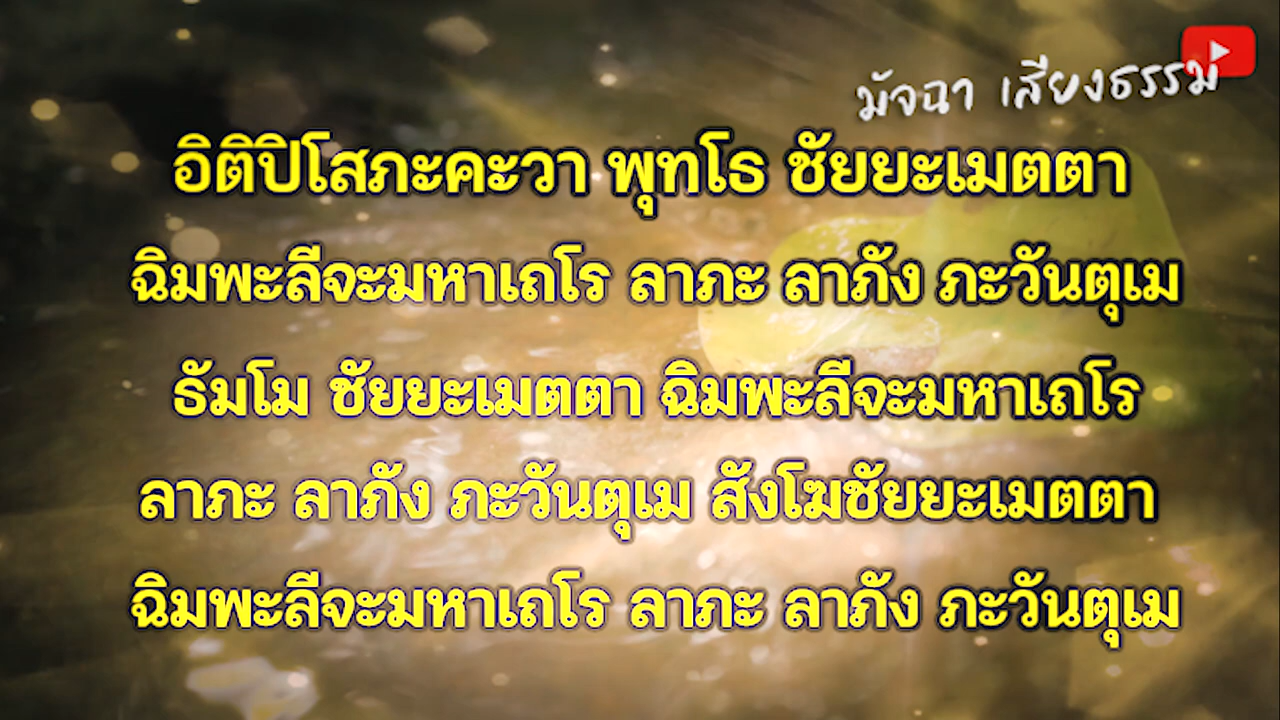 มัจฉา เสียงธรรม
อิติปิโสภะคะวา พุทโธ ชัยยะเมตตา
ฉิมพะลีจะมหาเถโร ลาภะ ลาภัง ภะวันตุเม
ธัมโม ชัยยะเมตตา ฉิมพะลีจะมหาเถโร
ลาภะ ลาภัง ภะวันตุเม สังโฆชัยยะเมตตา
ฉิมพะลีจะมหาเถโร ลาภะ ลาภัง ภะวันตุเม